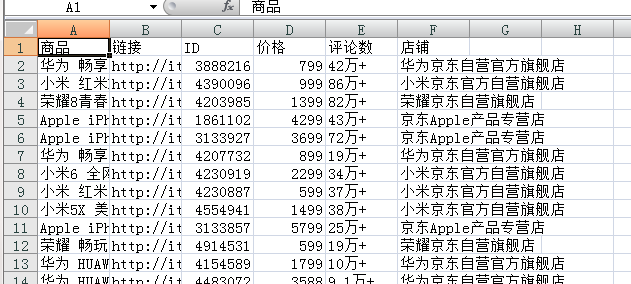 A1 fx 商品
A B C D E F G H
1 商品 链接 ID 价格 评论数 店铺
2 华为 畅享 http://it 3888216 799 42万+ 华为京东自营官方旗舰店
3 小米 红米 http://it 4390096 999 86万+ 小米京东自营官方旗舰店
4 荣耀8青春 http://it 4203985 1399 82万+ 荣耀京东自营旗舰店
5 Apple iPh http://it 1861102 4299 43万+ 京东Apple产品专营店
6 Apple iPh http://it 3133927 3699 72万+ 京东Apple产品专营店
7 华为 畅享 http://it 4207732 899 19万+ 华为京东自营官方旗舰店
8 小米6 全网 http://it 4230919 2299 34万+ 小米京东自营官方旗舰店
9 小米 红米 http://it 4230887 599 37万+ 小米京东自营官方旗舰店
10 小米5X 美 http://it 4554941 1499 38万+ 小米京东自营官方旗舰店
11 Apple iPh http://it 3133857 5799 25万+ 京东Apple产品专营店
12 荣耀 畅玩 http://it 4914531 599 19万+ 荣耀京东自营旗舰店
13 华为 HUAW http://it 4154589 1799 10万+ 华为京东自营官方旗舰店
14 华为 HUAW http://it 4483072 3588 9.1万+ 华为京东自营官方旗舰店